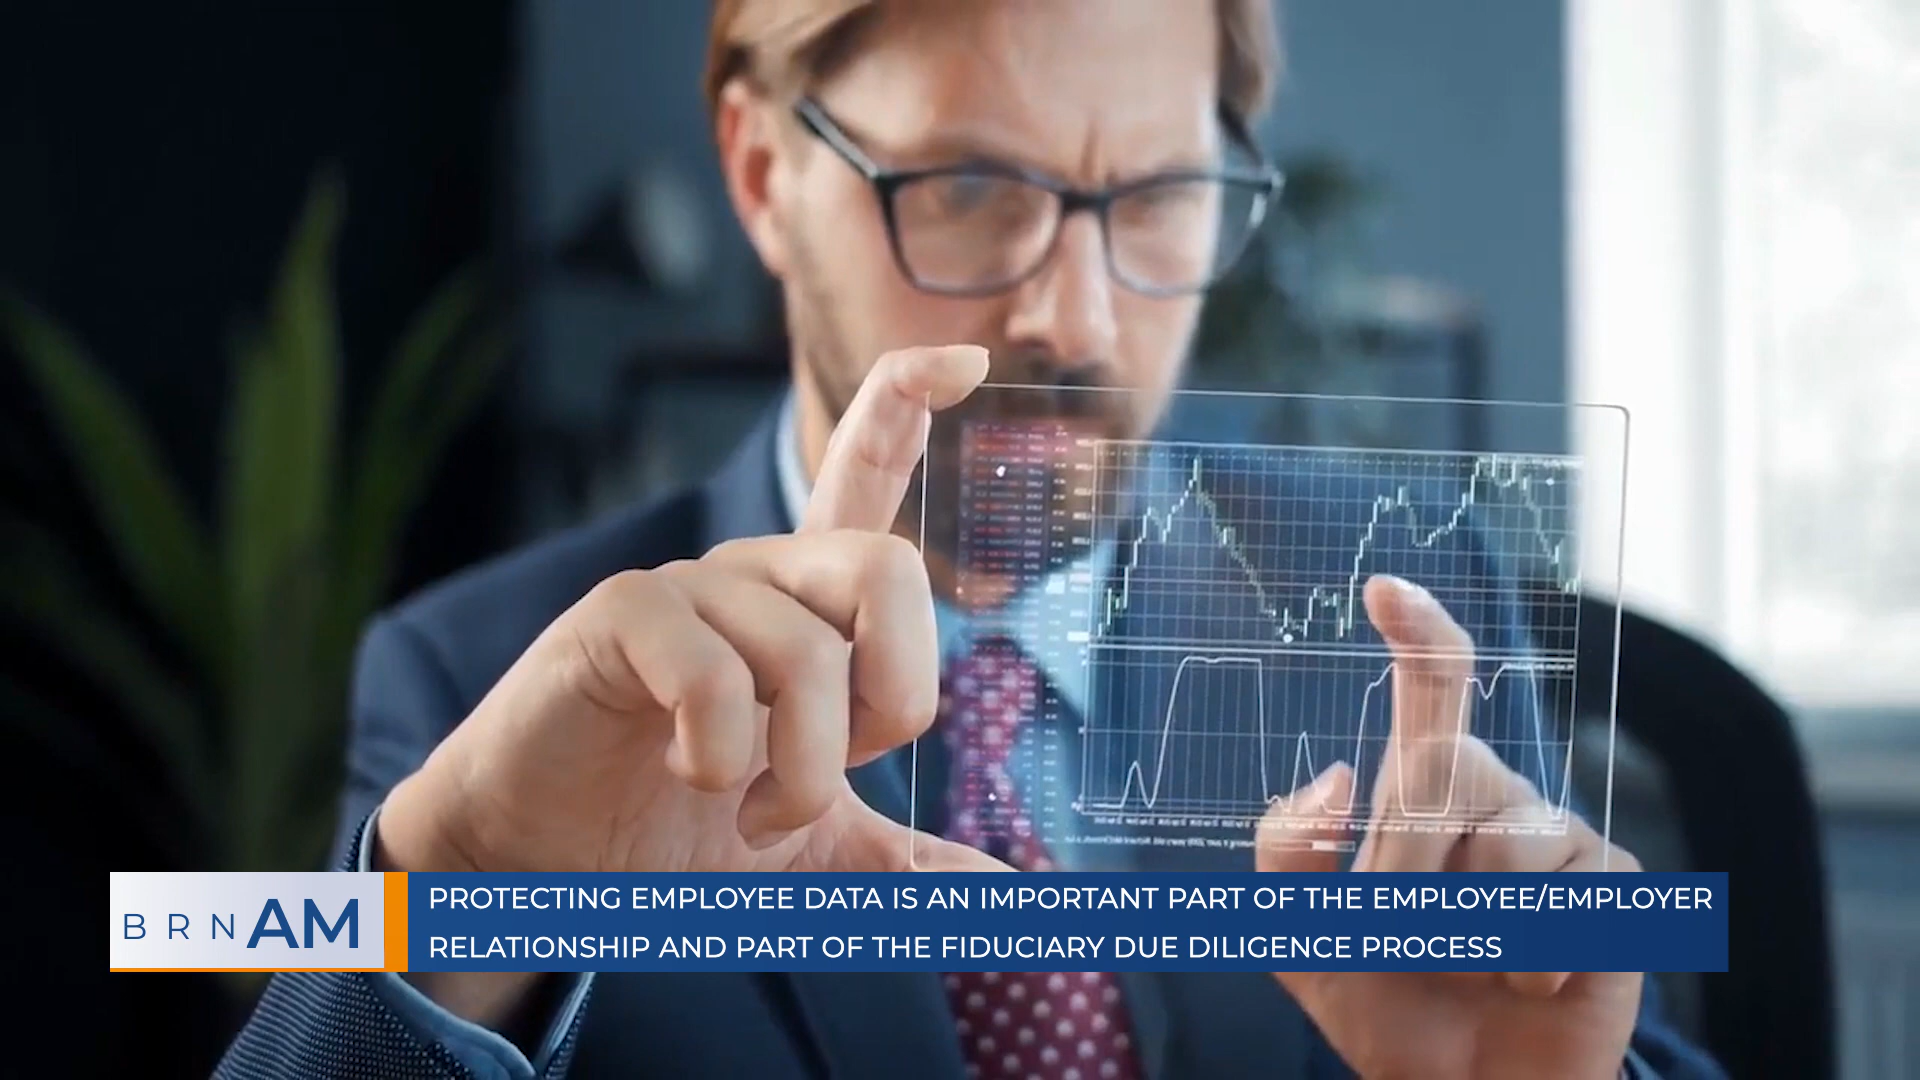 BRN AM
PROTECTING EMPLOYEE DATA IS AN IMPORTANT PART OF THE EMPLOYEE/EMPLOYER
RELATIONSHIP AND PART OF THE FIDUCIARY DUE DILIGENCE PROCESS